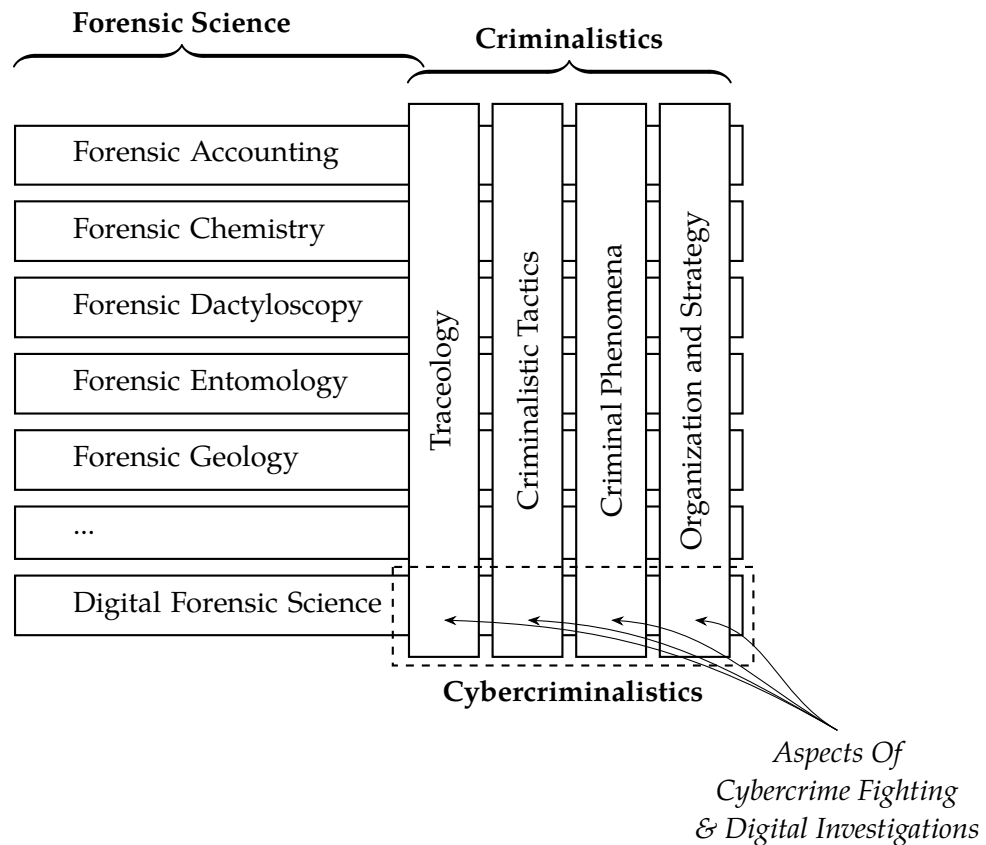 Forensic Science
Criminalistics
Forensic Accounting
Forensic Chemistry
Forensic Dactyloscopy
Forensic Entomology
Forensic Geology
...
Digital Forensic Science
Traceology
Criminalistic Tactics
Criminal Phenomena
Organization and Strategy
Cybercriminalistics
Aspects Of
Cybercrime Fighting
& Digital Investigations